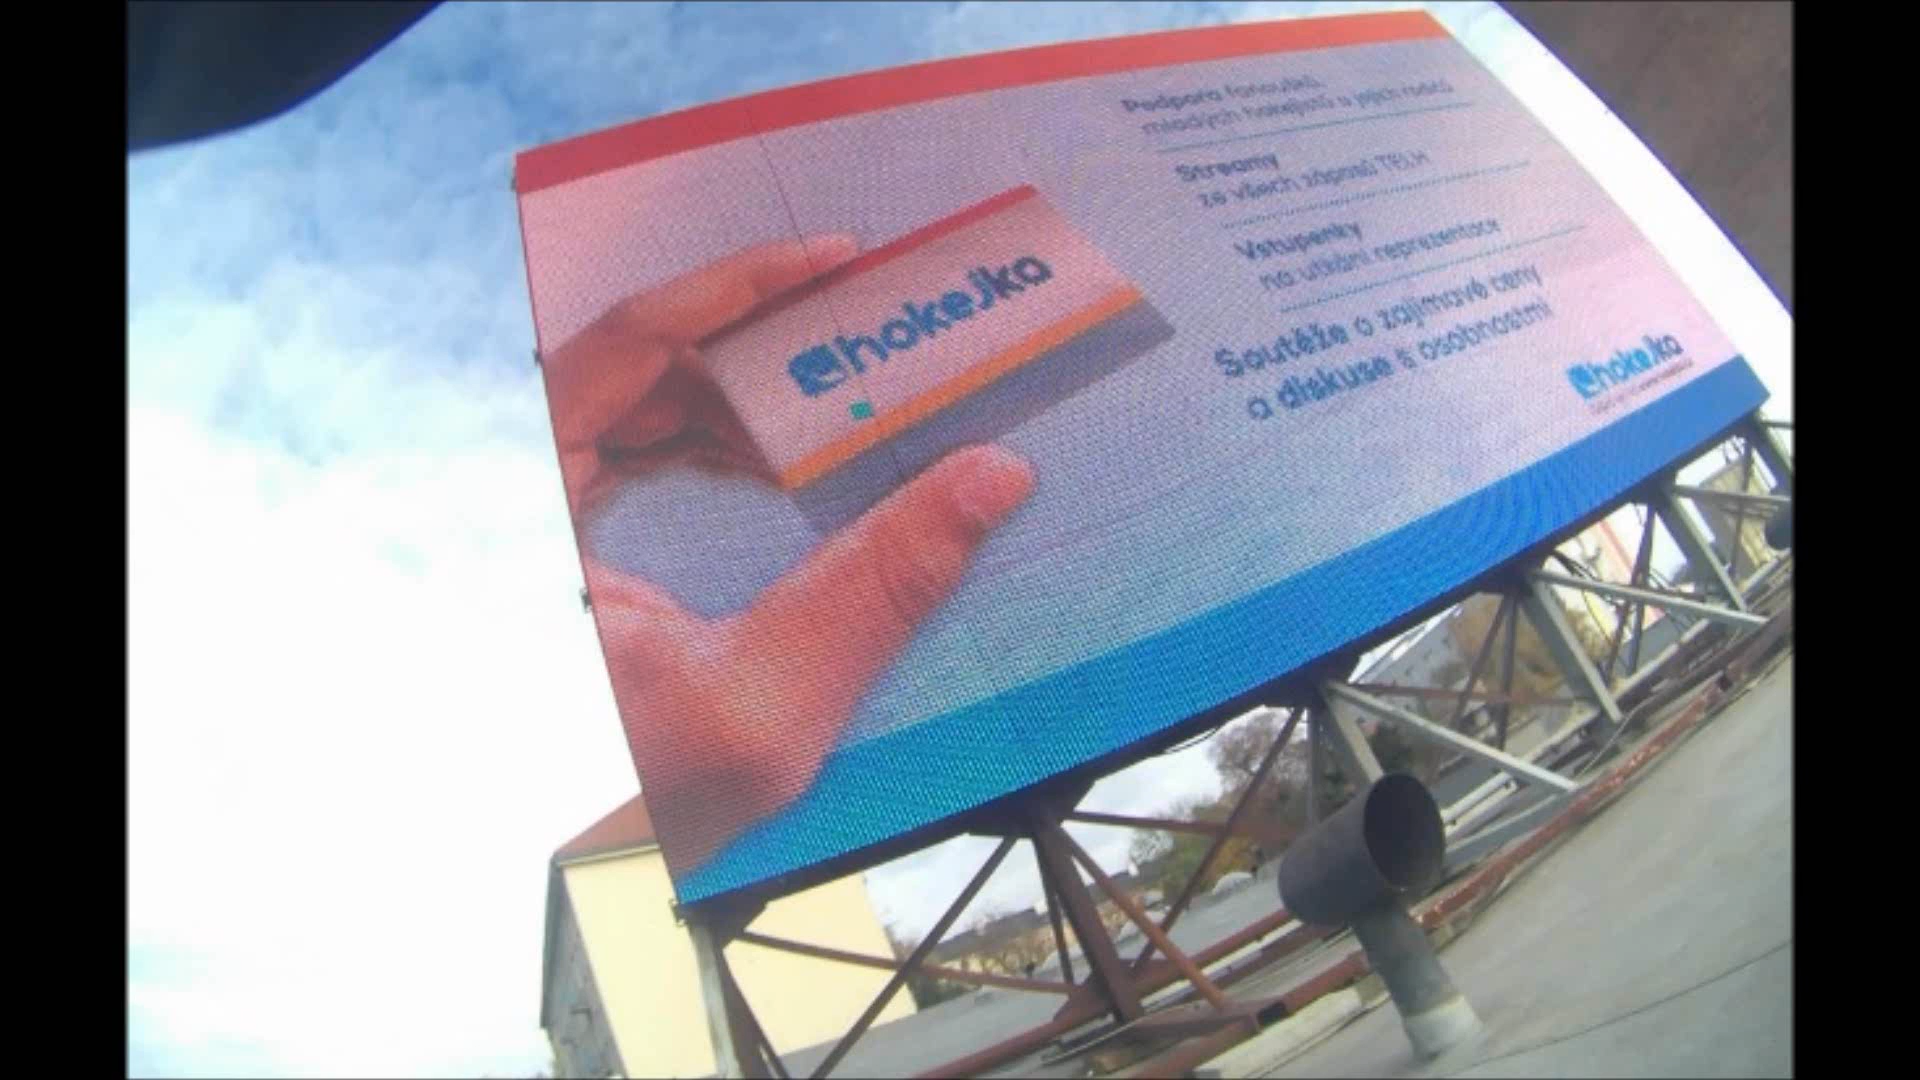 hokejka
Podpora fanoušků,
mladých hokejistů a jejich rodičů
Streamy
ze všech zápasů TELH
Vstupenky
na utkání reprezentace
Soutěže o zajímavé ceny
a diskuse s osobnostmi
hokejka